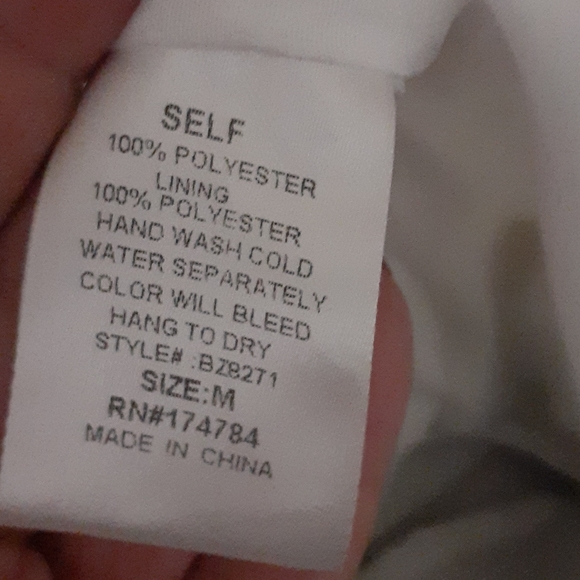 SELF
100% POLYESTER
LINING
100% POLYESTER
HAND WASH COLD
WATER SEPARATELY
COLOR WILL BLEED
HANG TO DRY
STYLE# :BZ8271
SIZE:M
RN#174784
MADE IN CHINA